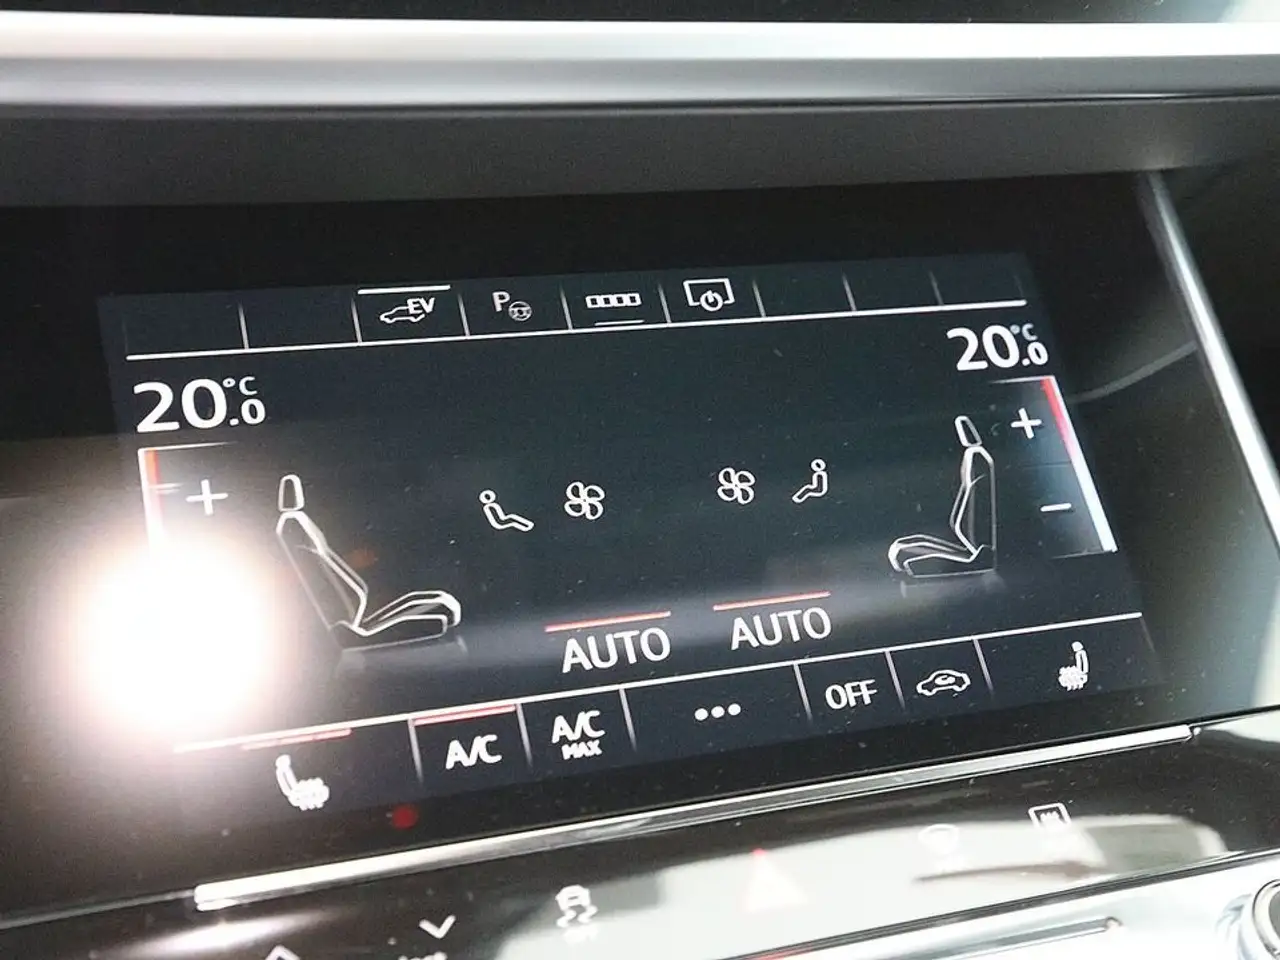 EV
P
20.0°C
20.0°C
AUTO
AUTO
A/C
A/C
MAX
•••
OFF